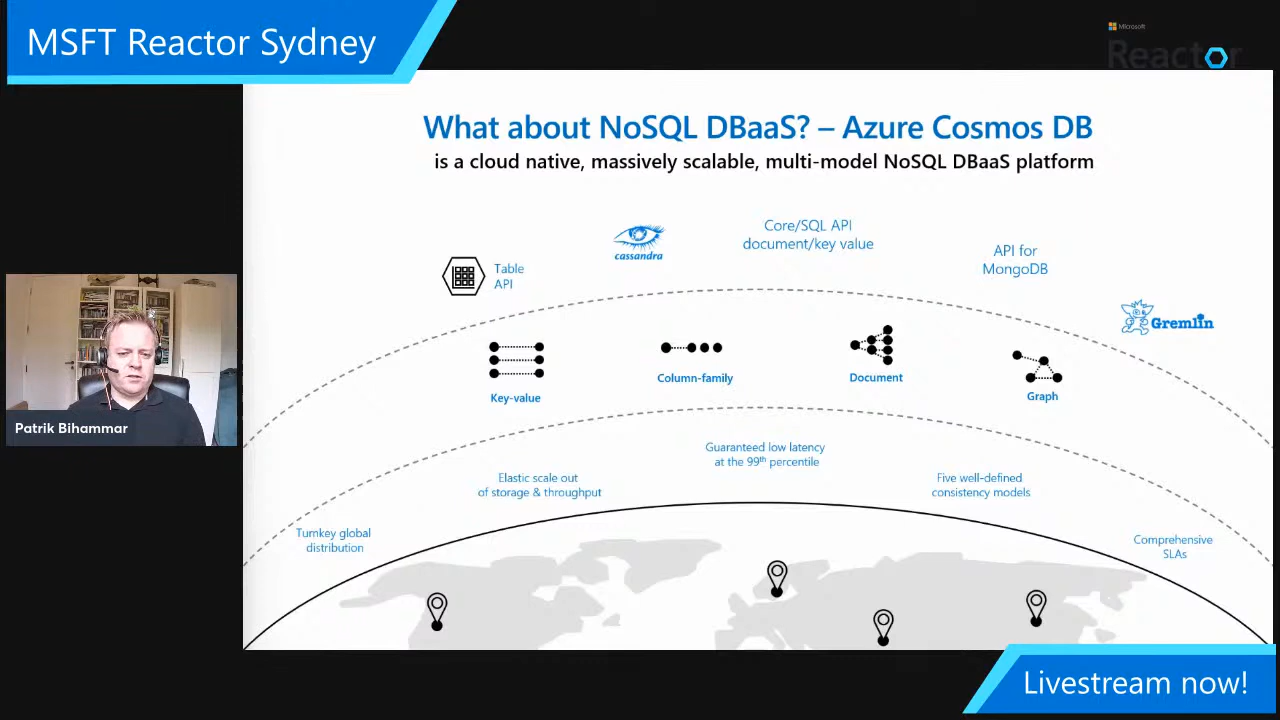 MSFT Reactor Sydney
Microsoft
Reactor
What about NoSQL DBaaS? – Azure Cosmos DB
is a cloud native, massively scalable, multi-model NoSQL DBaaS platform
Core/SQL API
document/key value
cassandra
API for
MongoDB
Table
API
Gremlin
Key-value
Column-family
Document
Graph
Patrik Bihammar
Guaranteed low latency
at the 99th percentile
Elastic scale out
of storage & throughput
Five well-defined
consistency models
Turnkey global
distribution
Comprehensive
SLAs
Livestream now!